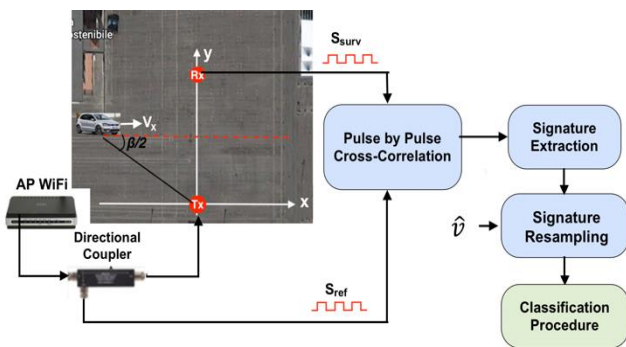 ostenibile
y
S_surv
Rx
V_x
β/2
Pulse by Pulse
Cross-Correlation
Signature
Extraction
AP WiFi
Tx
x
Directional
Coupler
v̂
Signature
Resampling
S_ref
Classification
Procedure